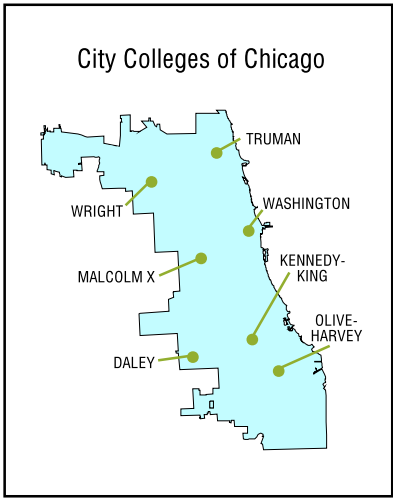 City Colleges of Chicago
TRUMAN
WRIGHT
WASHINGTON
MALCOLM X
KENNEDY-
KING
OLIVE-
HARVEY
DALEY